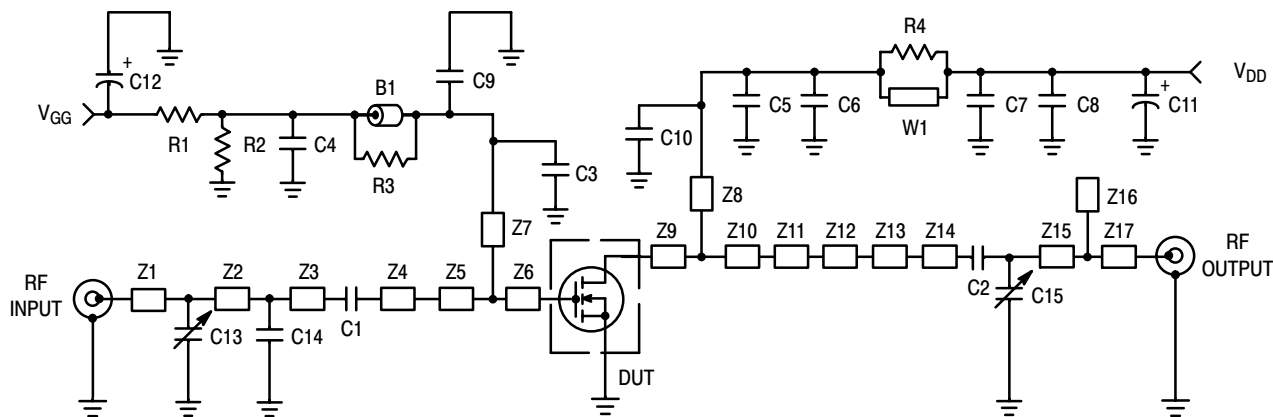 C12
+
VGG
R1
R2
C4
B1
R3
C9
C3
Z7
RF
INPUT
Z1
Z2
Z3
Z4
Z5
Z6
C13
C14
C1
DUT
R4
VDD
C5
C6
W1
C7
C8
+
C11
C10
Z8
Z9
Z10
Z11
Z12
Z13
Z14
Z15
Z16
Z17
C2
C15
RF
OUTPUT